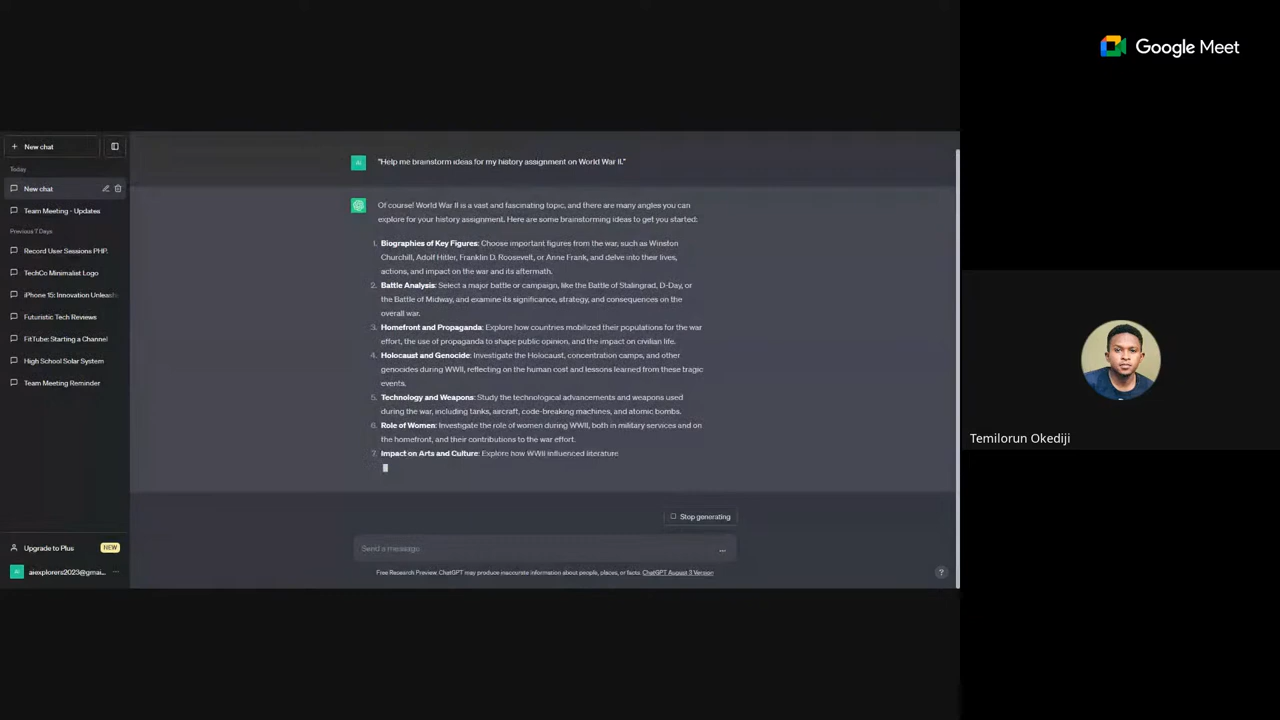 Google Meet
New chat
Today
New chat
Team Meeting - Updates
Previous 7 Days
Record User Sessions PHP.
TechCo Minimalist Logo
iPhone 15: Innovation Unleash
Futuristic Tech Reviews
FitTube: Starting a Channel
High School Solar System
Team Meeting Reminder
Upgrade to Plus
NEW
aiexplorers2023@gmai...
"Help me brainstorm ideas for my history assignment on World War II."
Of course! World War II is a vast and fascinating topic, and there are many angles you can
explore for your history assignment. Here are some brainstorming ideas to get you started:
1. Biographies of Key Figures: Choose important figures from the war, such as Winston
Churchill, Adolf Hitler, Franklin D. Roosevelt, or Anne Frank, and delve into their lives,
actions, and impact on the war and its aftermath.
2. Battle Analysis: Select a major battle or campaign, like the Battle of Stalingrad, D-Day, or
the Battle of Midway, and examine its significance, strategy, and consequences on the
overall war.
3. Homefront and Propaganda: Explore how countries mobilized their populations for the war
effort, the use of propaganda to shape public opinion, and the impact on civilian life.
4. Holocaust and Genocide: Investigate the Holocaust, concentration camps, and other
genocides during WWII, reflecting on the human cost and lessons learned from these tragic
events.
5. Technology and Weapons: Study the technological advancements and weapons used
during the war, including tanks, aircraft, code-breaking machines, and atomic bombs.
6. Role of Women: Investigate the role of women during WWII, both in military services and on
the homefront, and their contributions to the war effort.
7. Impact on Arts and Culture: Explore how WWII influenced literature
Stop generating
Send a message
Free Research Preview. ChatGPT may produce inaccurate information about people, places, or facts. ChatGPT August 3 Version
?
Temilorun Okediji